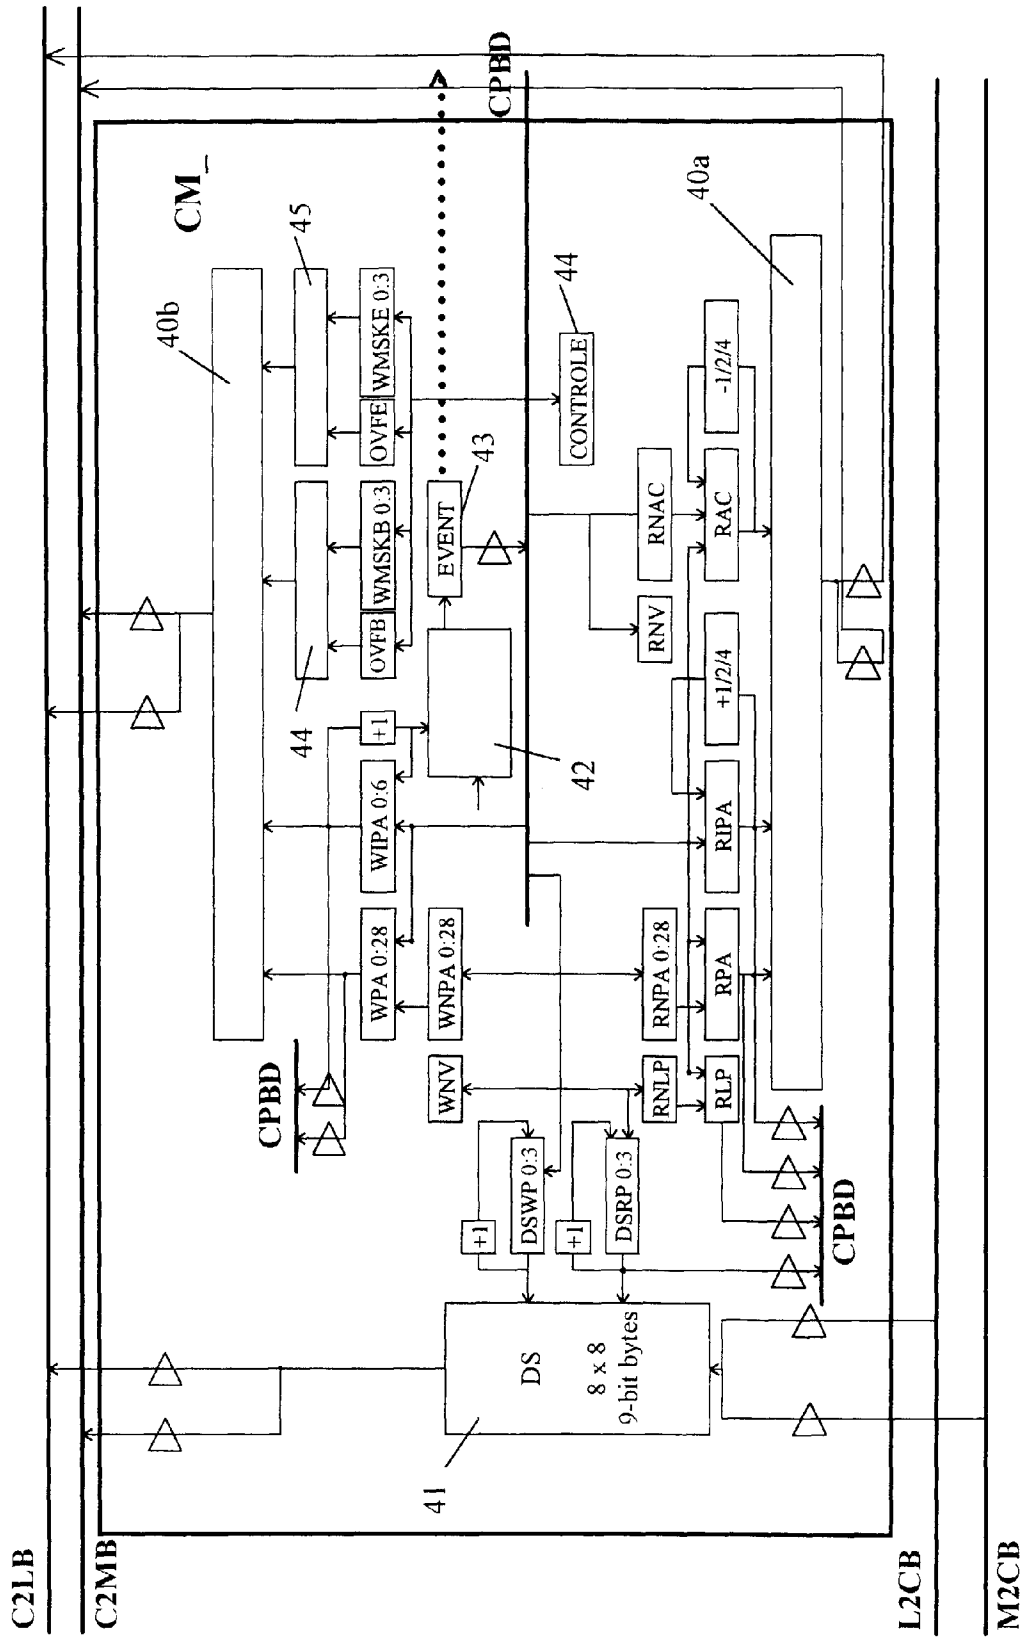 C2LB
C2MB
CM_
40b
45
44
OVFB
WMSKB 0:3
OVFE
WMSKE 0:3
+1
WIPA 0:6
WPA 0:28
CPBD
WNV
WNPA 0:28
42
EVENT
43
CPBD
CONTROLE
44
41
DS
8 x 8
9-bit bytes
+1
DSWP 0:3
+1
DSRP 0:3
RNLP
RNPA 0:28
RNV
RNAC
RLP
RPA
RIPA
+1/2/4
RAC
-1/2/4
40a
CPBD
L2CB
M2CB